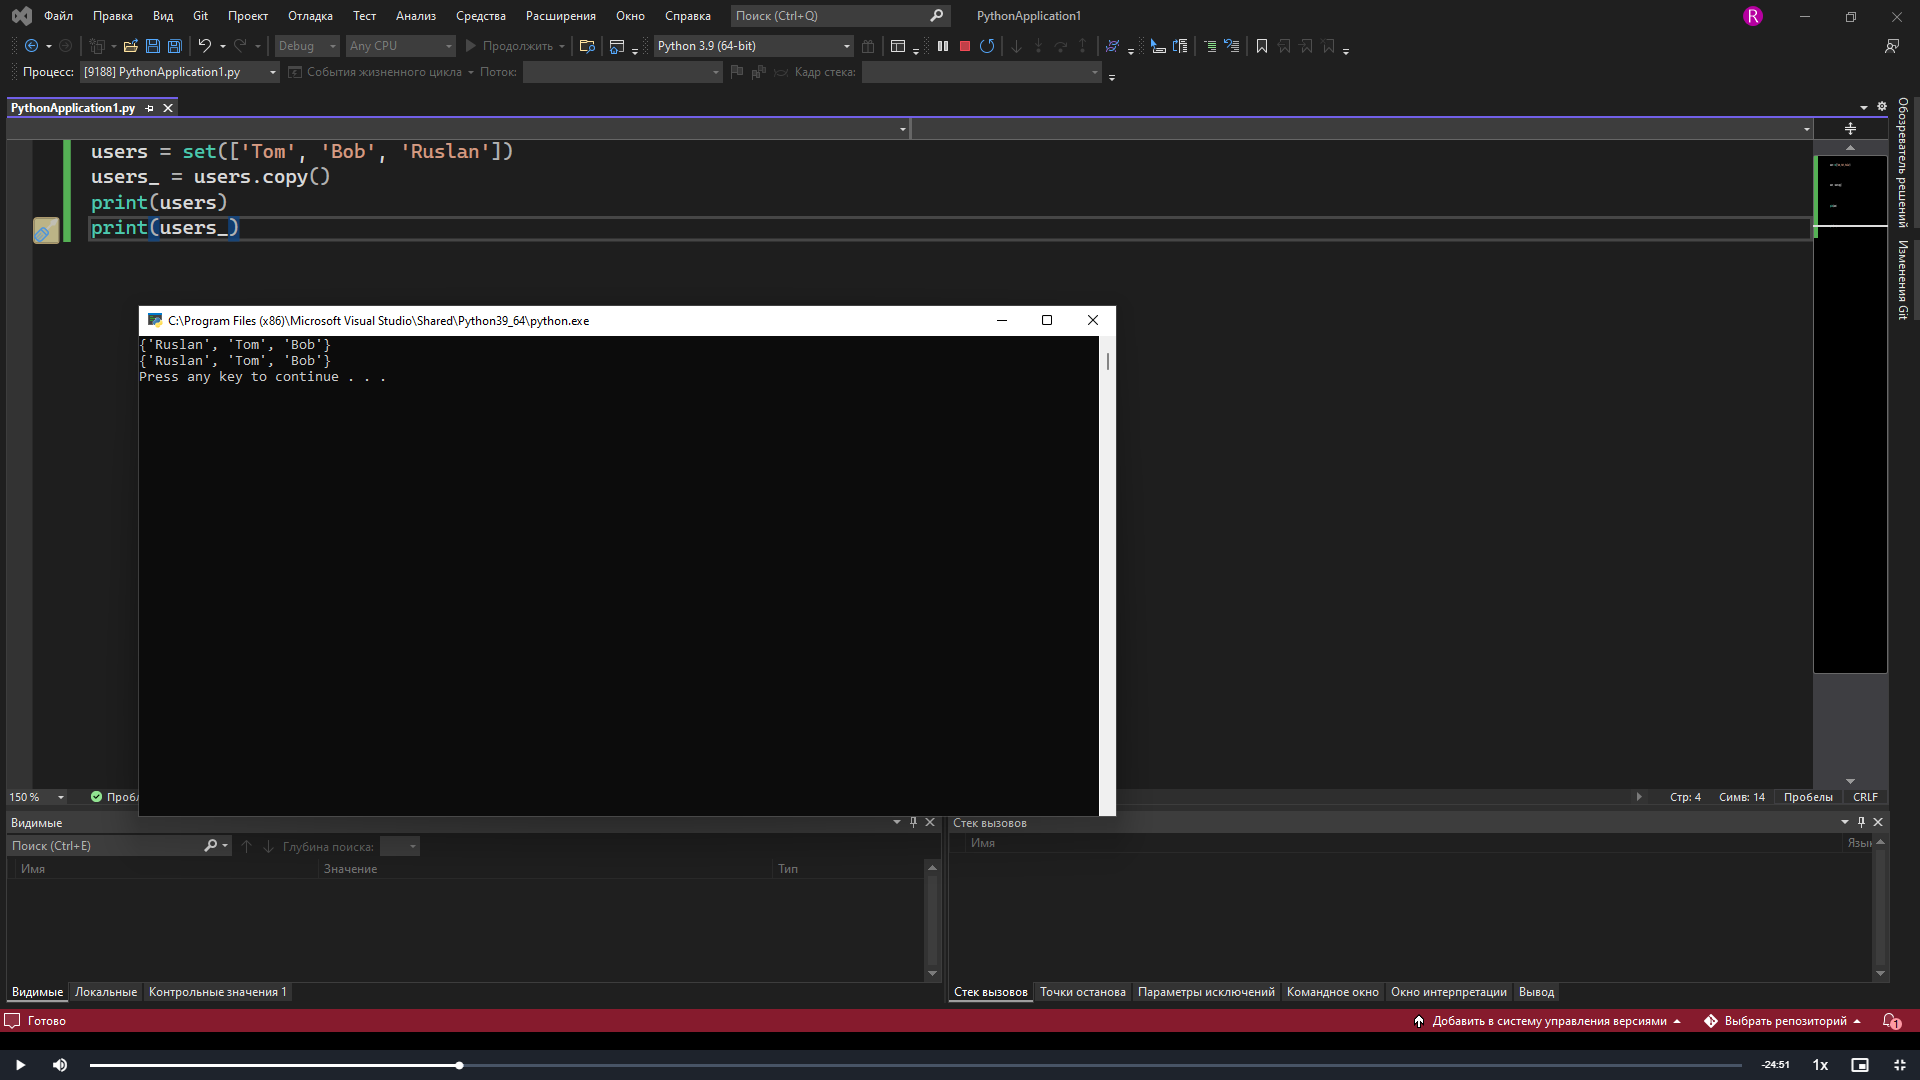 Файл Правка Вид Git Проект Отладка Тест Анализ Средства Расширения Окно Справка Поиск (Ctrl+Q) PythonApplication1 R
Debug Any CPU Продолжить Python 3.9 (64-bit)
Процесс: [9188] PythonApplication1.py События жизненного цикла Поток: Кадр стека:
PythonApplication1.py
users = set(['Tom', 'Bob', 'Ruslan'])
users_ = users.copy()
print(users)
print(users_)
Обозреватель решений
Изменения Git
C:\Program Files (x86)\Microsoft Visual Studio\Shared\Python39_64\python.exe
{'Ruslan', 'Tom', 'Bob'}
{'Ruslan', 'Tom', 'Bob'}
Press any key to continue . . .
150 % Стр: 4 Симв: 14 Пробелы CRLF
Видимые
Поиск (Ctrl+E) Глубина поиска:
Имя Значение Тип
Видимые Локальные Контрольные значения 1
Стек вызовов
Имя
Стек вызовов Точки останова Параметры исключений Командное окно Окно интерпретации Вывод
Готово Добавить в систему управления версиями Выбрать репозиторий 1
-24:51 1x